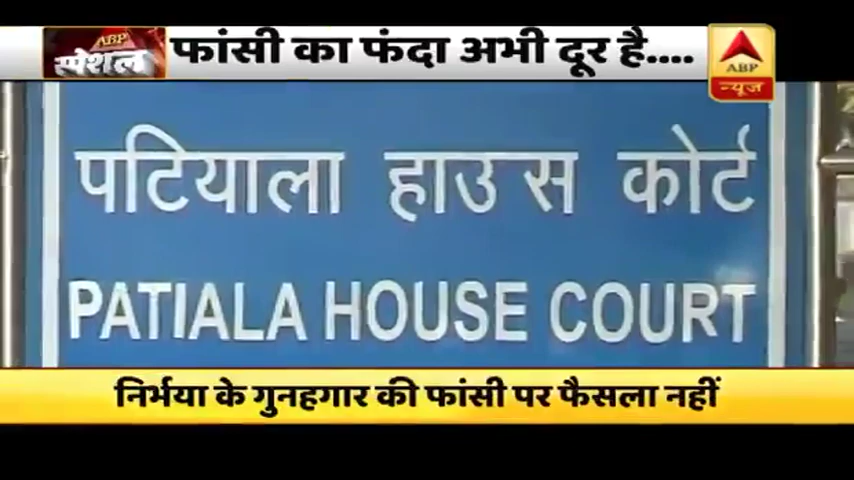 ABP
स्पेशल
फांसी का फंदा अभी दूर है....
ABP
न्यूज़
पटियाला हाउस कोर्ट
PATIALA HOUSE COURT
निर्भया के गुनहगार की फांसी पर फैसला नहीं